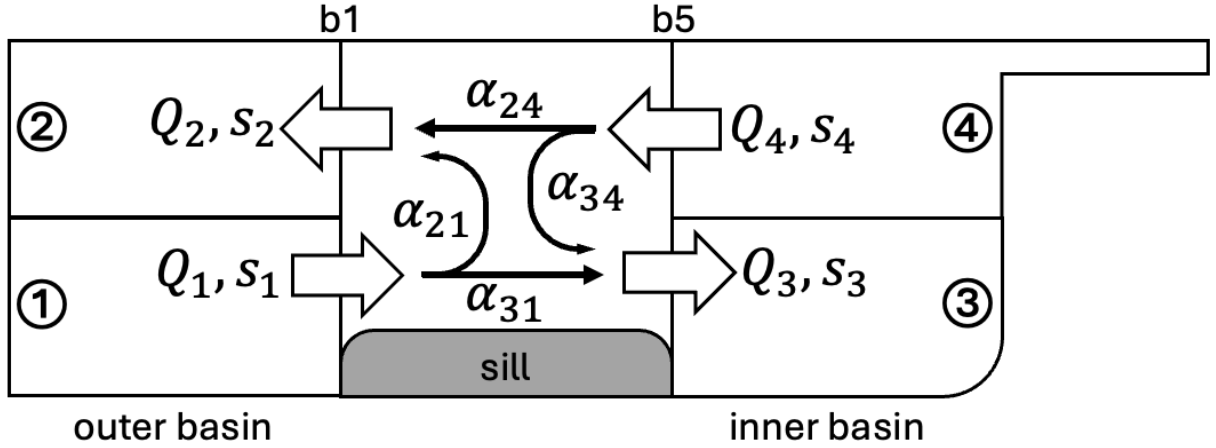 b1 b5
② Q₂, s₂ α₂₄ Q₄, s₄ ④
α₂₁ α₃₄
① Q₁, s₁ α₃₁ Q₃, s₃ ③
sill
outer basin inner basin